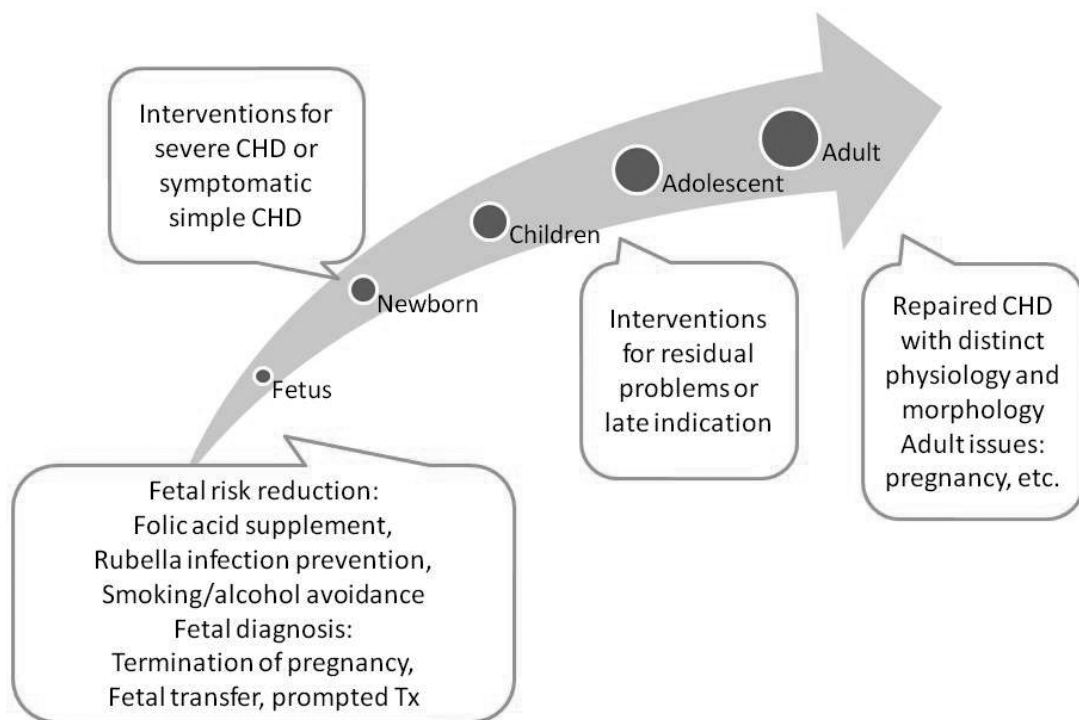 Interventions for
severe CHD or
symptomatic
simple CHD
Adult
Adolescent
Children
Newborn
Fetus
Interventions
for residual
problems or
late indication
Repaired CHD
with distinct
physiology and
morphology
Adult issues:
pregnancy, etc.
Fetal risk reduction:
Folic acid supplement,
Rubella infection prevention,
Smoking/alcohol avoidance
Fetal diagnosis:
Termination of pregnancy,
Fetal transfer, prompted Tx